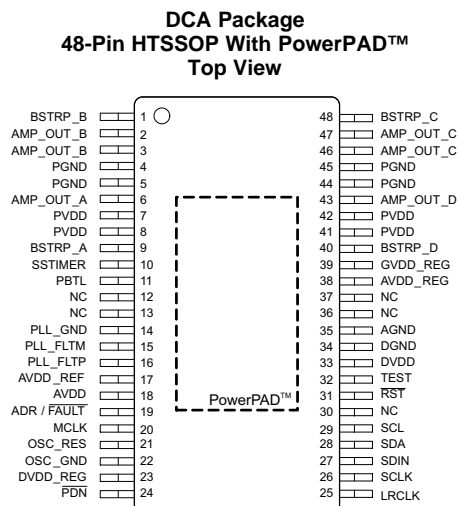 DCA Package
48-Pin HTSSOP With PowerPAD™
Top View
BSTRP_B 1 48 BSTRP_C
AMP_OUT_B 2 47 AMP_OUT_C
AMP_OUT_B 3 46 AMP_OUT_C
PGND 4 45 PGND
PGND 5 44 PGND
AMP_OUT_A 6 43 AMP_OUT_D
PVDD 7 42 PVDD
PVDD 8 41 PVDD
BSTRP_A 9 40 BSTRP_D
SSTIMER 10 39 GVDD_REG
PBTL 11 38 AVDD_REG
NC 12 37 NC
NC 13 36 NC
PLL_GND 14 35 AGND
PLL_FLTM 15 34 DGND
PLL_FLTP 16 33 DVDD
AVDD_REF 17 32 TEST
AVDD 18 PowerPAD™ 31 RST
ADR / FAULT 19 30 NC
MCLK 20 29 SCL
OSC_RES 21 28 SDA
OSC_GND 22 27 SDIN
DVDD_REG 23 26 SCLK
PDN 24 25 LRCLK